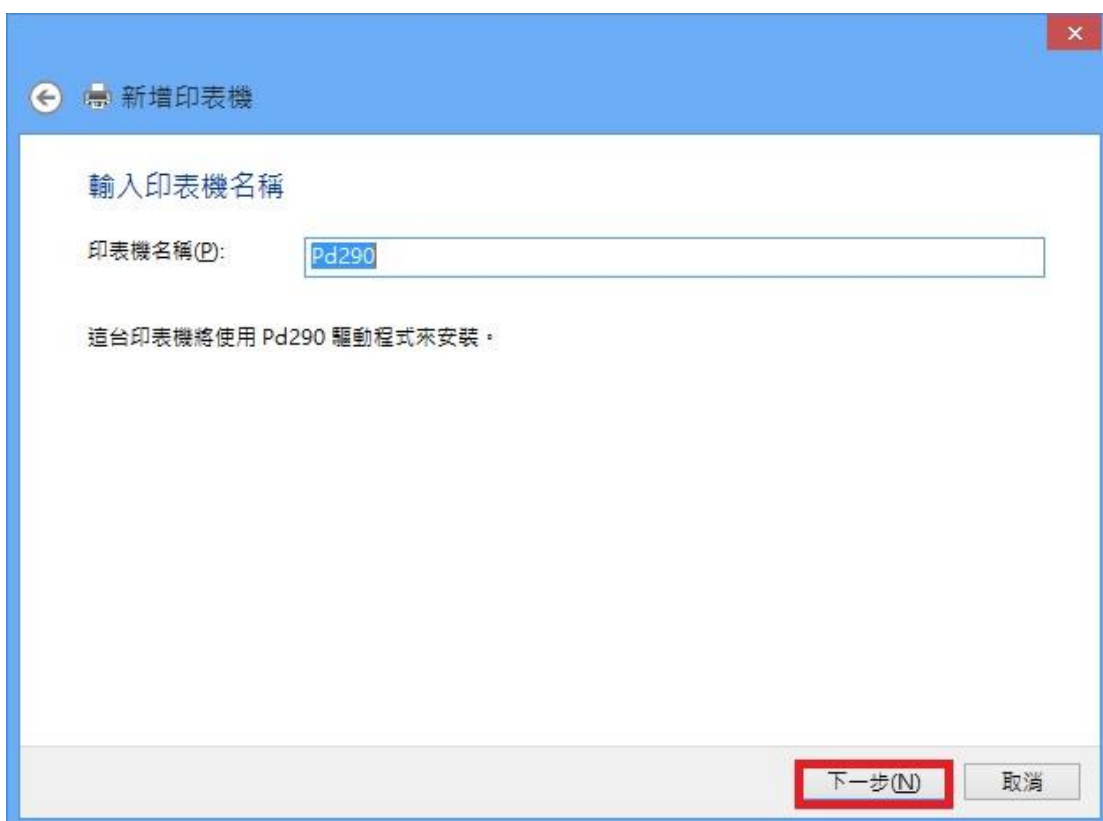 新增印表機
輸入印表機名稱
印表機名稱(P):
Pd290
這台印表機將使用 Pd290 驅動程式來安裝。
下一步(N)
取消